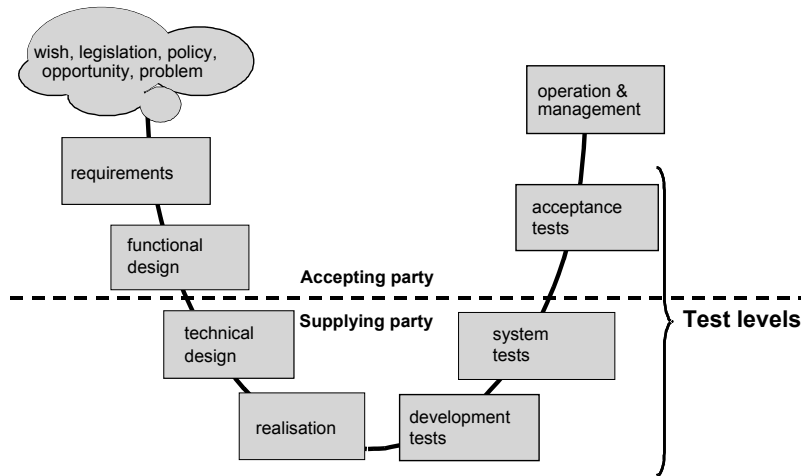 wish, legislation, policy,
opportunity, problem
operation &
management
requirements
acceptance
tests
functional
design
Accepting party
Supplying party
Test levels
technical
design
system
tests
realisation
development
tests